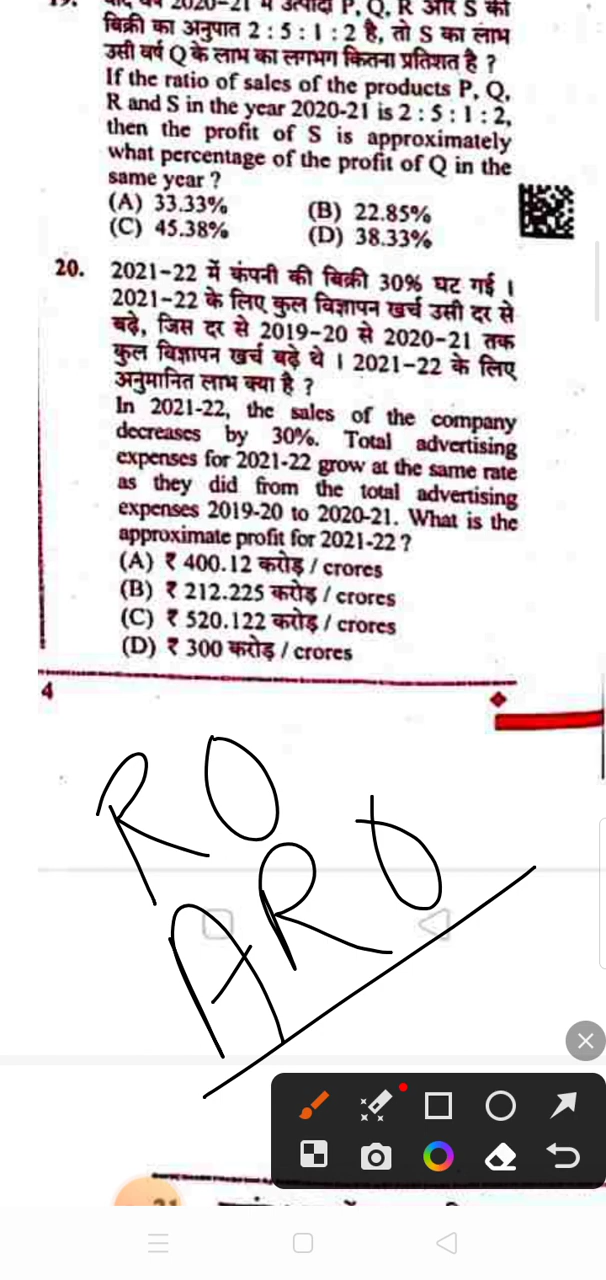 19. यदि वर्ष 2020-21 में उत्पादों P, Q, R और S की
बिक्री का अनुपात 2 : 5 : 1 : 2 है, तो S का लाभ
उसी वर्ष Q के लाभ का लगभग कितना प्रतिशत है ?
If the ratio of sales of the products P, Q,
R and S in the year 2020-21 is 2 : 5 : 1 : 2,
then the profit of S is approximately
what percentage of the profit of Q in the
same year ?
(A) 33.33% (B) 22.85%
(C) 45.38% (D) 38.33%
20. 2021-22 में कंपनी की बिक्री 30% घट गई ।
2021-22 के लिए कुल विज्ञापन खर्च उसी दर से
बढ़े, जिस दर से 2019-20 से 2020-21 तक
कुल विज्ञापन खर्च बढ़े थे । 2021-22 के लिए
अनुमानित लाभ क्या है ?
In 2021-22, the sales of the company
decreases by 30%. Total advertising
expenses for 2021-22 grow at the same rate
as they did from the total advertising
expenses 2019-20 to 2020-21. What is the
approximate profit for 2021-22 ?
(A) ₹ 400.12 करोड़ / crores
(B) ₹ 212.225 करोड़ / crores
(C) ₹ 520.122 करोड़ / crores
(D) ₹ 300 करोड़ / crores
4
RO
ARO